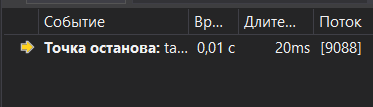 Событие Вр... Длите... Поток
Точка останова: ta... 0,01 с 20ms [9088]